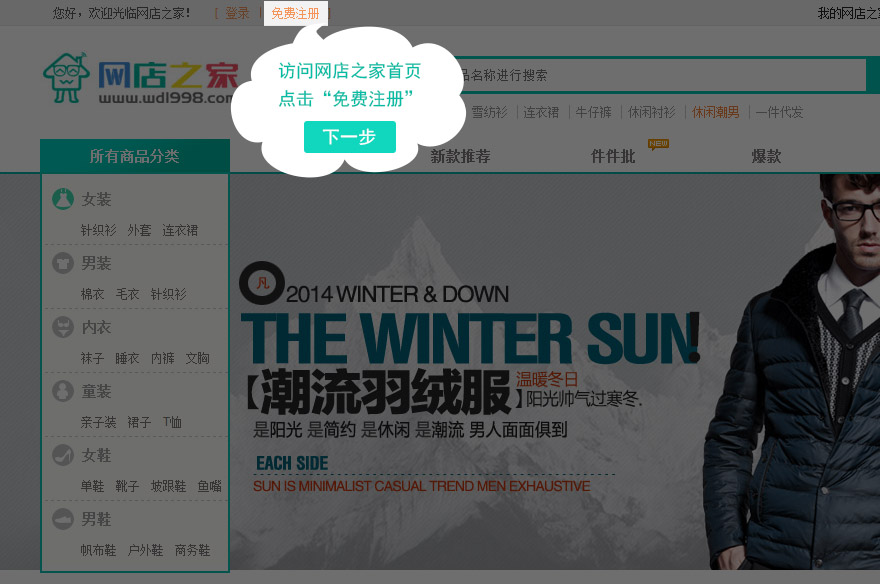 您好，欢迎光临网店之家！ [ 登录 | 免费注册 ]
我的网店之家
访问网店之家首页
点击“免费注册”
下一步
网店之家
www.wdl998.com
品名称进行搜索
雪纺衫 连衣裙 牛仔裤 休闲衬衫 休闲潮男 一件代发
所有商品分类 新款推荐 件件批 NEW 爆款
女装
针织衫 外套 连衣裙
男装
棉衣 毛衣 针织衫
内衣
袜子 睡衣 内裤 文胸
童装
亲子装 裙子 T恤
女鞋
单鞋 靴子 坡跟鞋 鱼嘴
男鞋
帆布鞋 户外鞋 商务鞋
凡
2014 WINTER & DOWN
THE WINTER SUN!
【潮流羽绒服】
温暖冬日
阳光帅气过寒冬.
是阳光 是简约 是休闲 是潮流 男人面面俱到
EACH SIDE
SUN IS MINIMALIST CASUAL TREND MEN EXHAUSTIVE